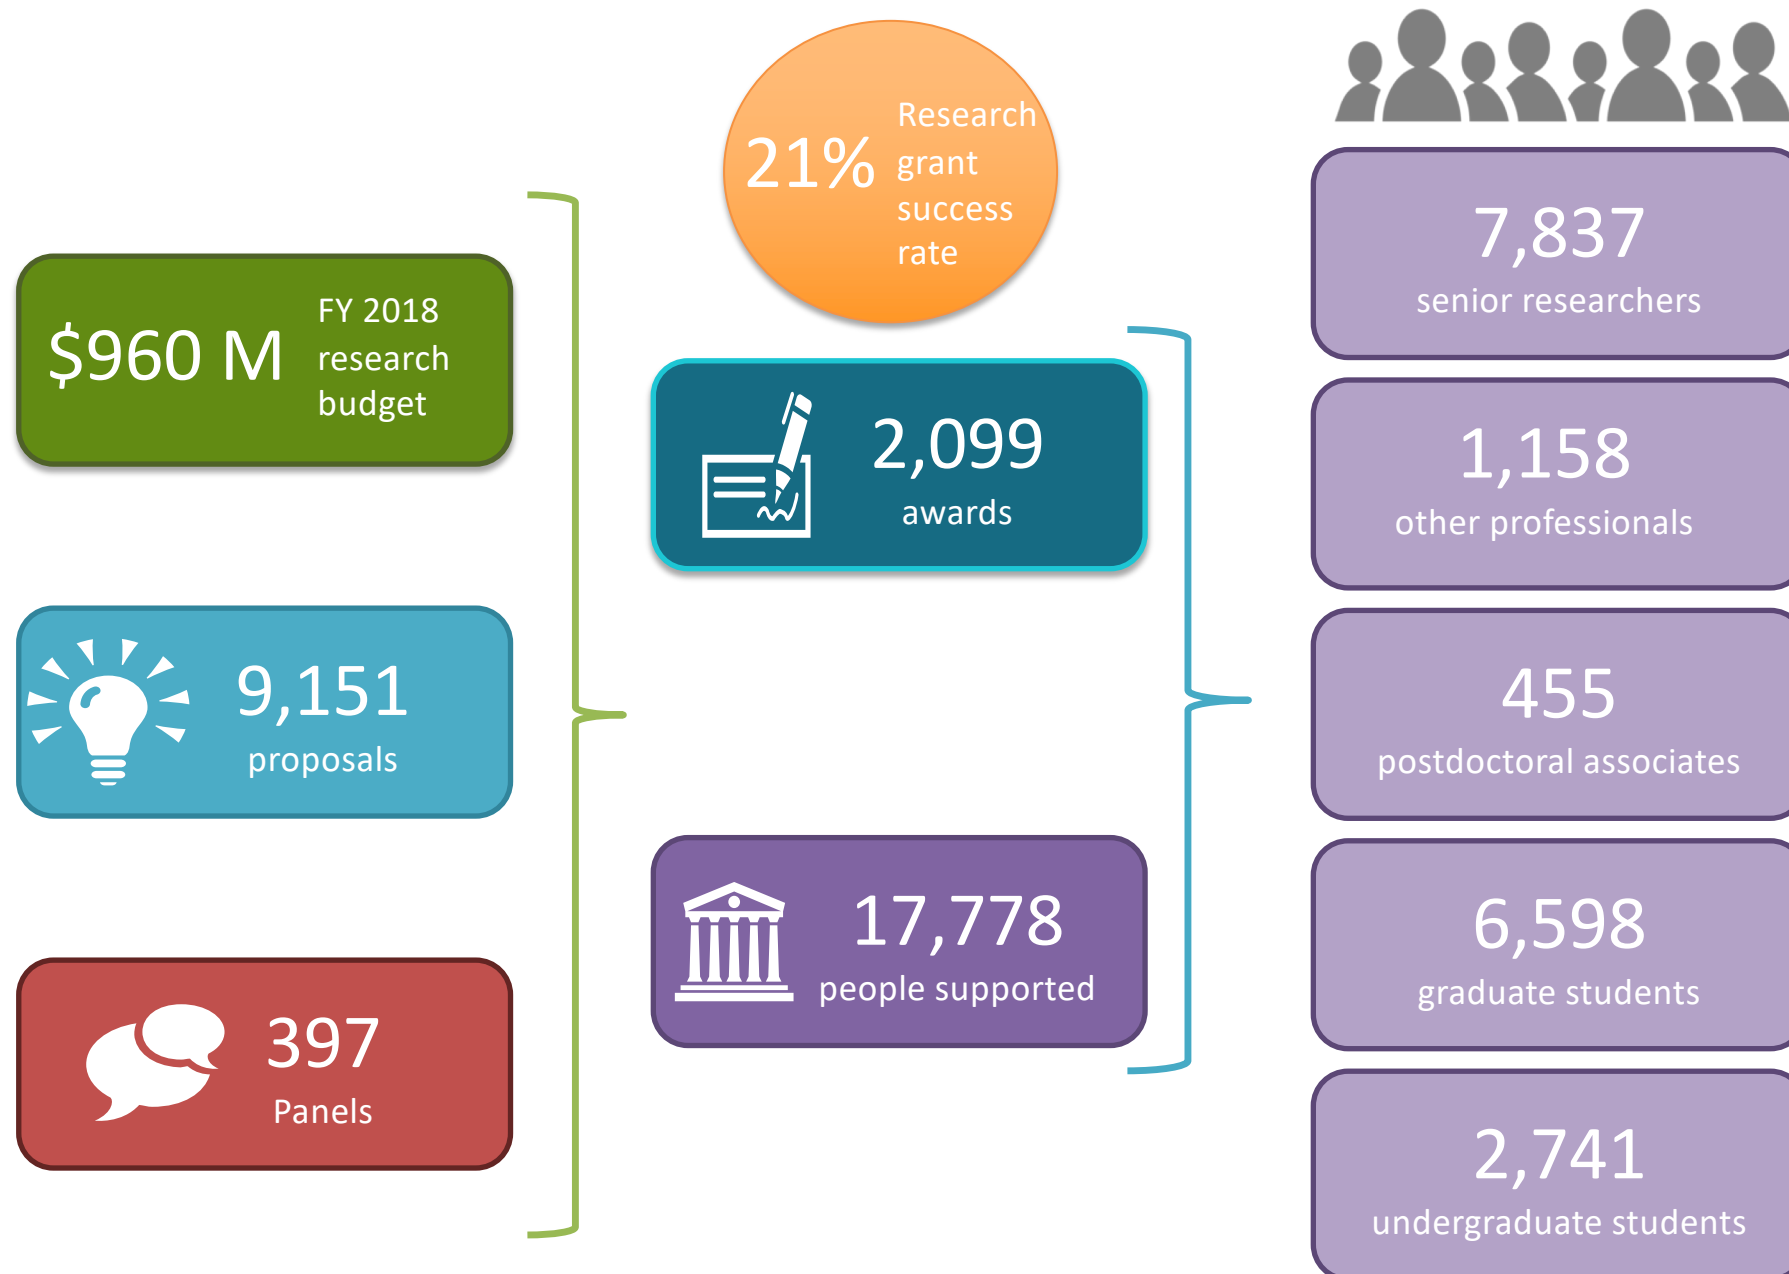 $960 M
FY 2018
research
budget
9,151
proposals
397
Panels
21%
Research
grant
success
rate
2,099
awards
17,778
people supported
7,837
senior researchers
1,158
other professionals
455
postdoctoral associates
6,598
graduate students
2,741
undergraduate students